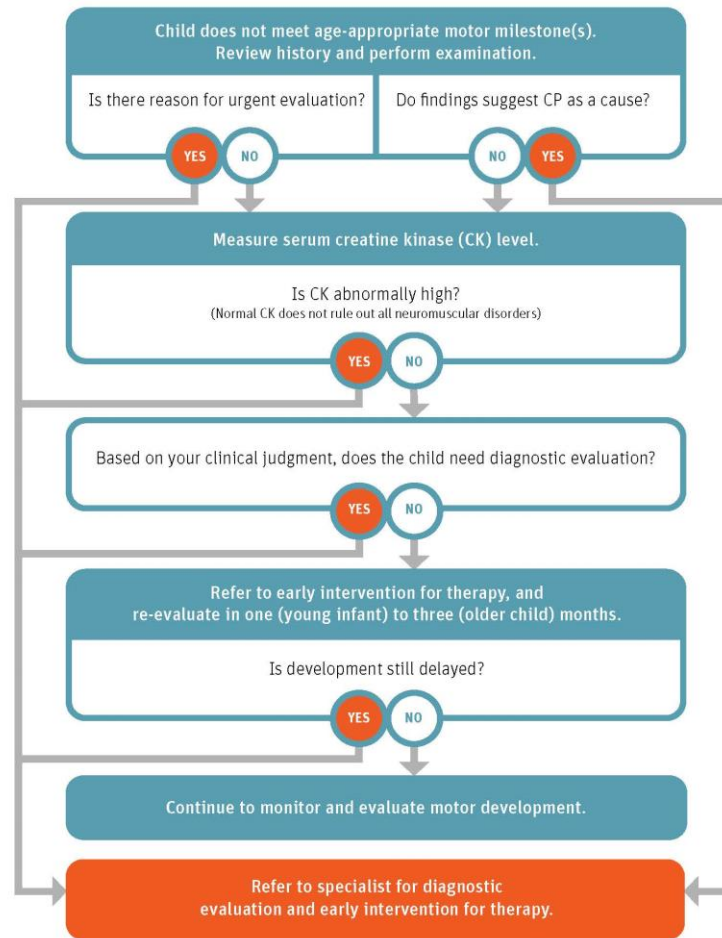 Child does not meet age-appropriate motor milestone(s).
Review history and perform examination.
Is there reason for urgent evaluation?
YES
NO
Do findings suggest CP as a cause?
NO
YES
Measure serum creatine kinase (CK) level.
Is CK abnormally high?
(Normal CK does not rule out all neuromuscular disorders)
YES
NO
Based on your clinical judgment, does the child need diagnostic evaluation?
YES
NO
Refer to early intervention for therapy, and
re-evaluate in one (young infant) to three (older child) months.
Is development still delayed?
YES
NO
Continue to monitor and evaluate motor development.
Refer to specialist for diagnostic
evaluation and early intervention for therapy.